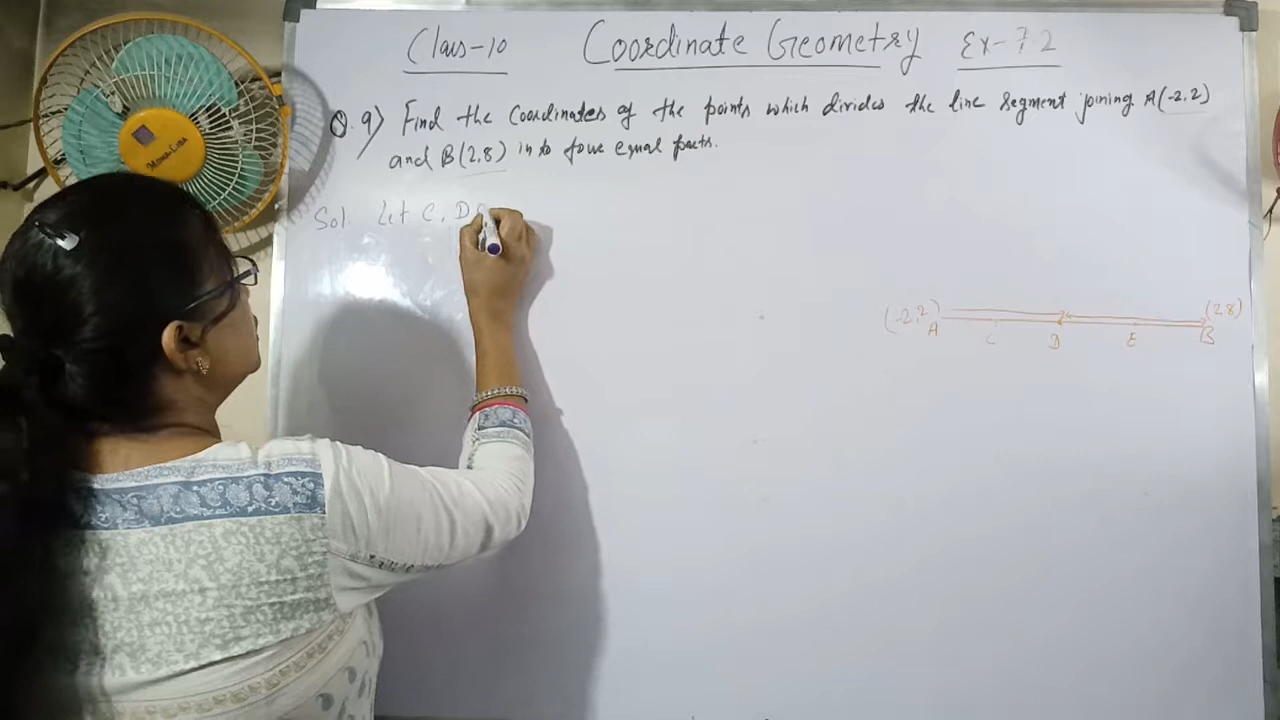 Class-10 Coordinate Geometry Ex-7.2
Q.9) Find the Coordinates of the points which divides the line segment joining A(-2,2)
and B(2,8) into four equal parts.
Sol. Let C, D
(-2,2) (2,8)
A C D E B